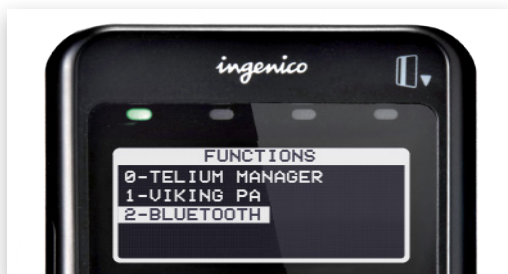 ingenico
FUNCTIONS
0-TELIUM MANAGER
1-VIKING PA
2-BLUETOOTH